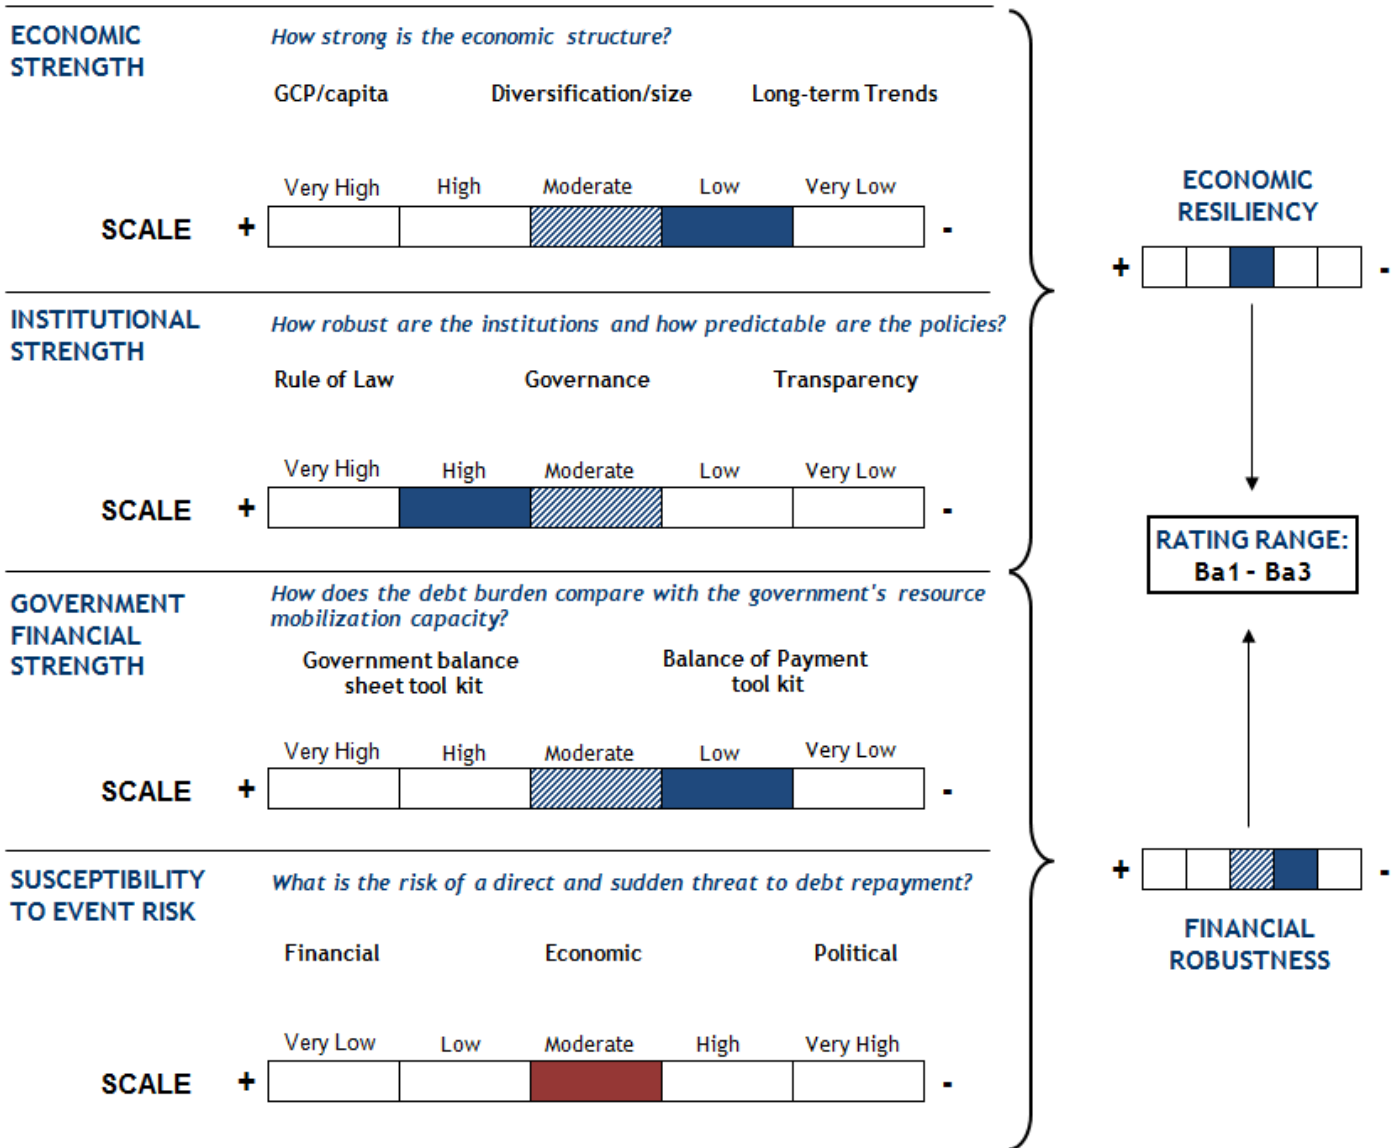 ECONOMIC
STRENGTH
How strong is the economic structure?
GCP/capita Diversification/size Long-term Trends
Very High High Moderate Low Very Low
SCALE + -
INSTITUTIONAL
STRENGTH
How robust are the institutions and how predictable are the policies?
Rule of Law Governance Transparency
Very High High Moderate Low Very Low
SCALE + -
GOVERNMENT
FINANCIAL
STRENGTH
How does the debt burden compare with the government's resource
mobilization capacity?
Government balance
sheet tool kit
Balance of Payment
tool kit
Very High High Moderate Low Very Low
SCALE + -
SUSCEPTIBILITY
TO EVENT RISK
What is the risk of a direct and sudden threat to debt repayment?
Financial Economic Political
Very Low Low Moderate High Very High
SCALE + -
ECONOMIC
RESILIENCY
+ -
RATING RANGE:
Ba1 - Ba3
+ -
FINANCIAL
ROBUSTNESS